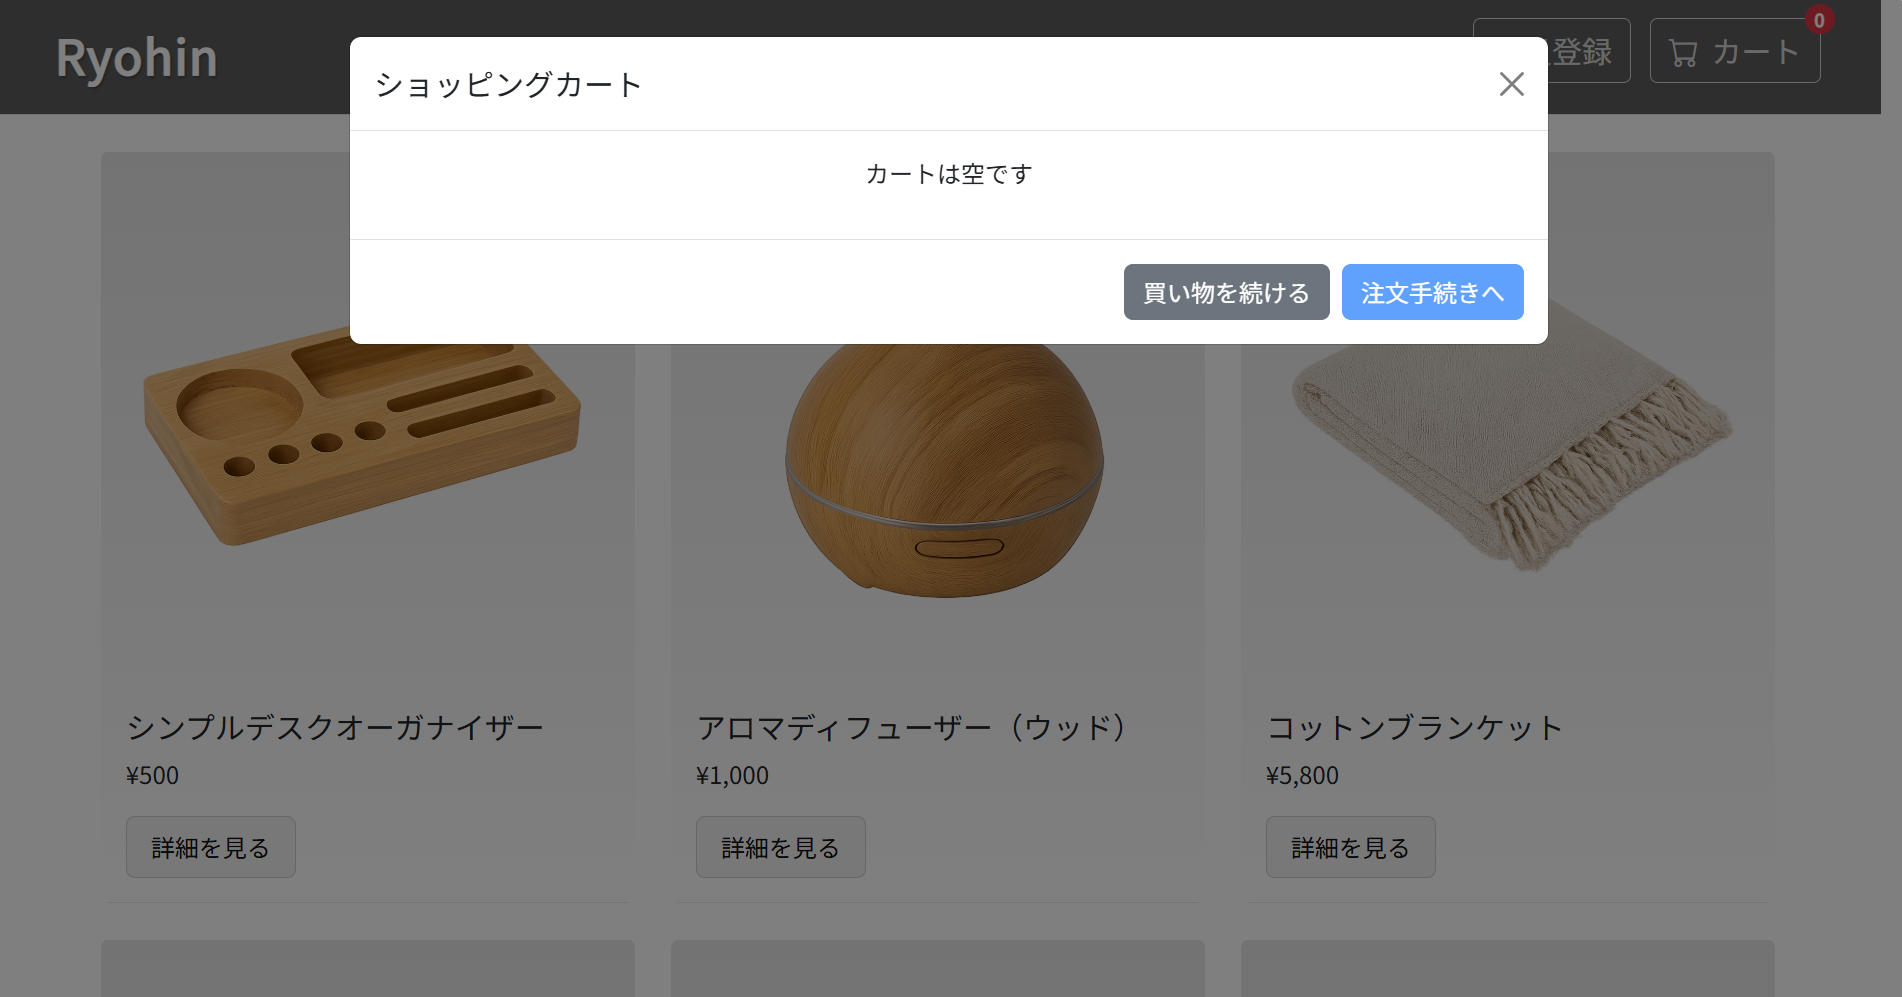 Ryohin
登録
カート
0
ショッピングカート
カートは空です
買い物を続ける
注文手続きへ
シンプルデスクオーガナイザー
¥500
詳細を見る
アロマディフューザー（ウッド）
¥1,000
詳細を見る
コットンブランケット
¥5,800
詳細を見る